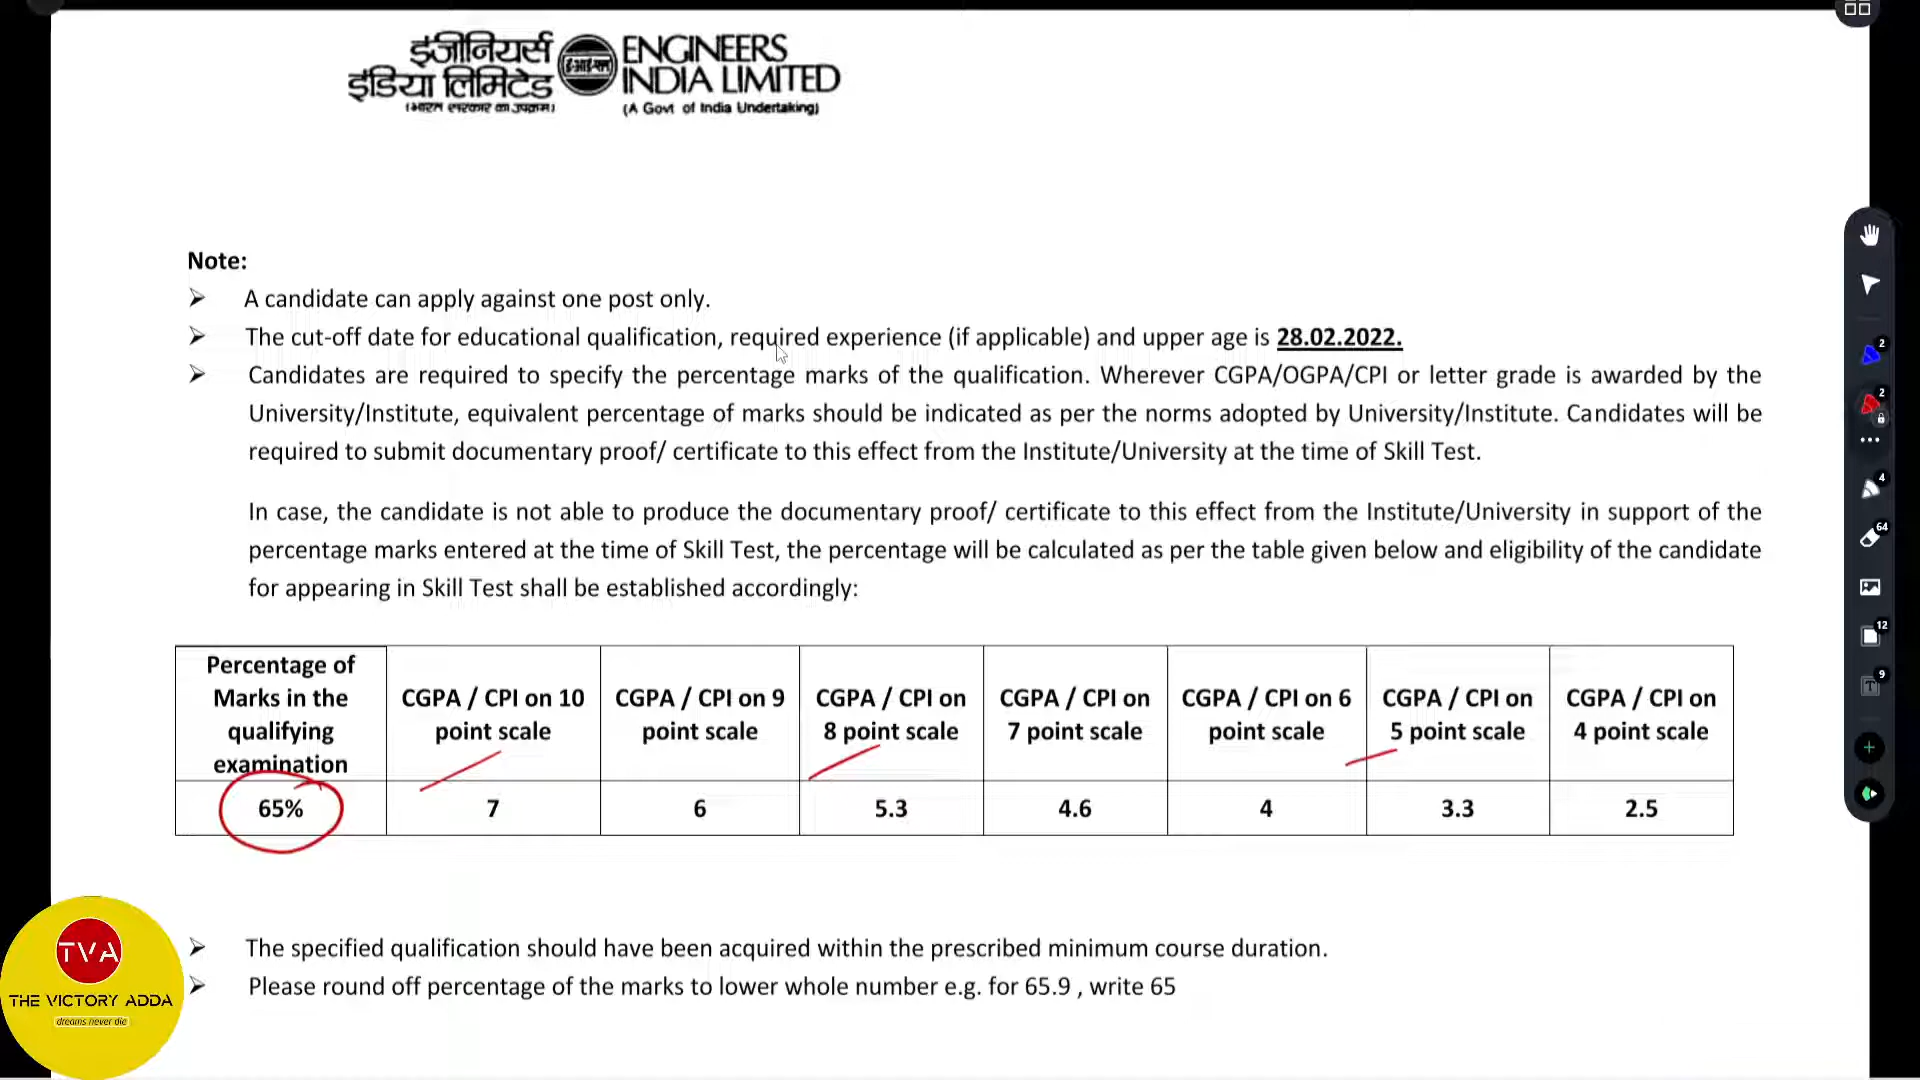 इंजीनियर्स
इंडिया लिमिटेड
(भारत सरकार का उपक्रम)
ई आई एल
ENGINEERS
INDIA LIMITED
(A Govt of India Undertaking)
Note:
➢ A candidate can apply against one post only.
➢ The cut-off date for educational qualification, required experience (if applicable) and upper age is 28.02.2022.
➢ Candidates are required to specify the percentage marks of the qualification. Wherever CGPA/OGPA/CPI or letter grade is awarded by the
University/Institute, equivalent percentage of marks should be indicated as per the norms adopted by University/Institute. Candidates will be
required to submit documentary proof/ certificate to this effect from the Institute/University at the time of Skill Test.
In case, the candidate is not able to produce the documentary proof/ certificate to this effect from the Institute/University in support of the
percentage marks entered at the time of Skill Test, the percentage will be calculated as per the table given below and eligibility of the candidate
for appearing in Skill Test shall be established accordingly:
Percentage of
Marks in the
qualifying
examination
CGPA / CPI on 10
point scale
CGPA / CPI on 9
point scale
CGPA / CPI on
8 point scale
CGPA / CPI on
7 point scale
CGPA / CPI on 6
point scale
CGPA / CPI on
5 point scale
CGPA / CPI on
4 point scale
65% 7 6 5.3 4.6 4 3.3 2.5
➢ The specified qualification should have been acquired within the prescribed minimum course duration.
➢ Please round off percentage of the marks to lower whole number e.g. for 65.9 , write 65
TVA
THE VICTORY ADDA
dreams never die
2
2
4
64
12
9